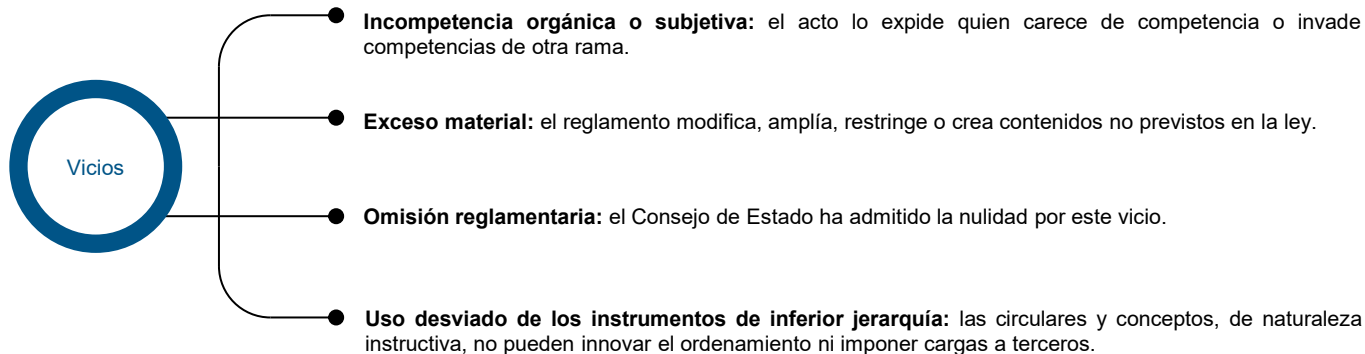 Incompetencia orgánica o subjetiva: el acto lo expide quien carece de competencia o invade
competencias de otra rama.
Exceso material: el reglamento modifica, amplía, restringe o crea contenidos no previstos en la ley.
Vicios
Omisión reglamentaria: el Consejo de Estado ha admitido la nulidad por este vicio.
Uso desviado de los instrumentos de inferior jerarquía: las circulares y conceptos, de naturaleza
instructiva, no pueden innovar el ordenamiento ni imponer cargas a terceros.